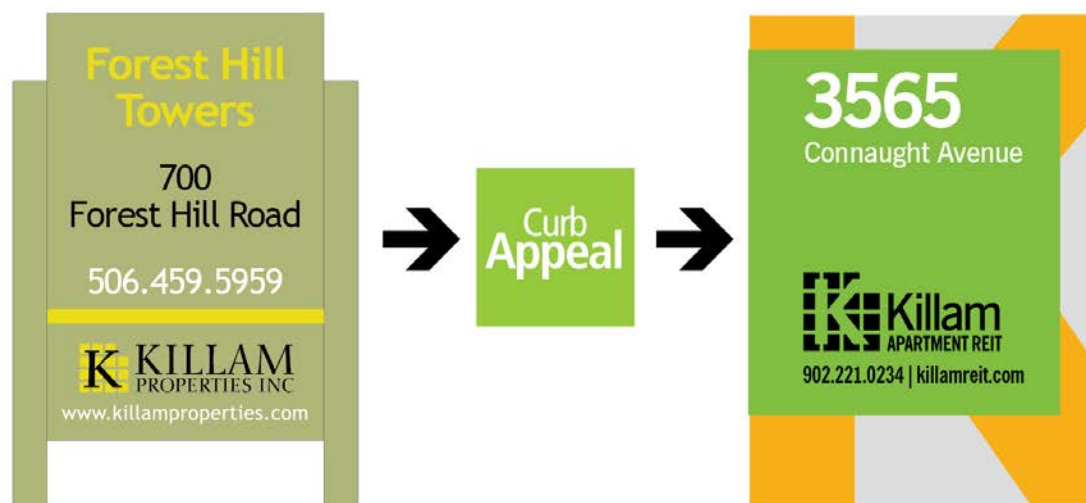 Forest Hill
Towers
700
Forest Hill Road
506.459.5959
K KILLAM
PROPERTIES INC
www.killamproperties.com
Curb
Appeal
3565
Connaught Avenue
K Killam
APARTMENT REIT
902.221.0234 | killamreit.com